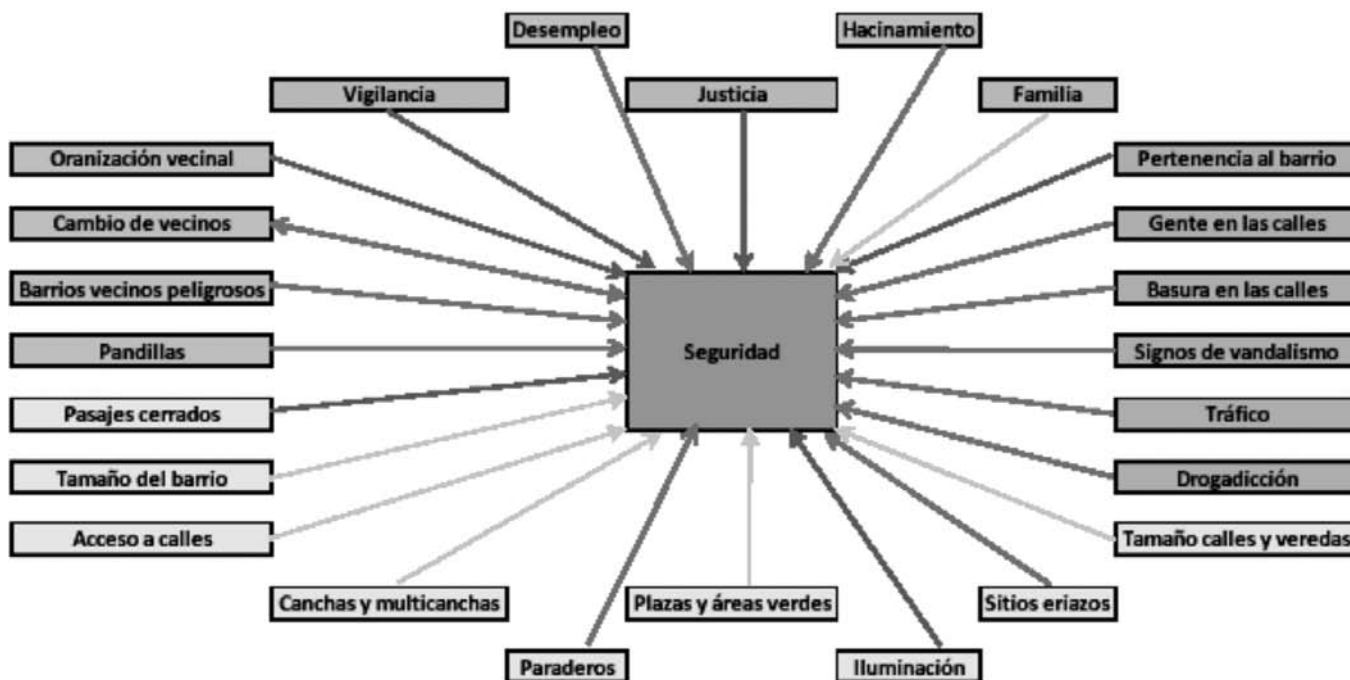 Desempleo
Hacinamiento
Vigilancia
Justicia
Familia
Oranización vecinal
Pertenencia al barrio
Cambio de vecinos
Gente en las calles
Barrios vecinos peligrosos
Basura en las calles
Pandillas
Seguridad
Signos de vandalismo
Pasajes cerrados
Tráfico
Tamaño del barrio
Drogadicción
Acceso a calles
Tamaño calles y veredas
Canchas y multicanchas
Plazas y áreas verdes
Sitios eriazos
Paraderos
Iluminación